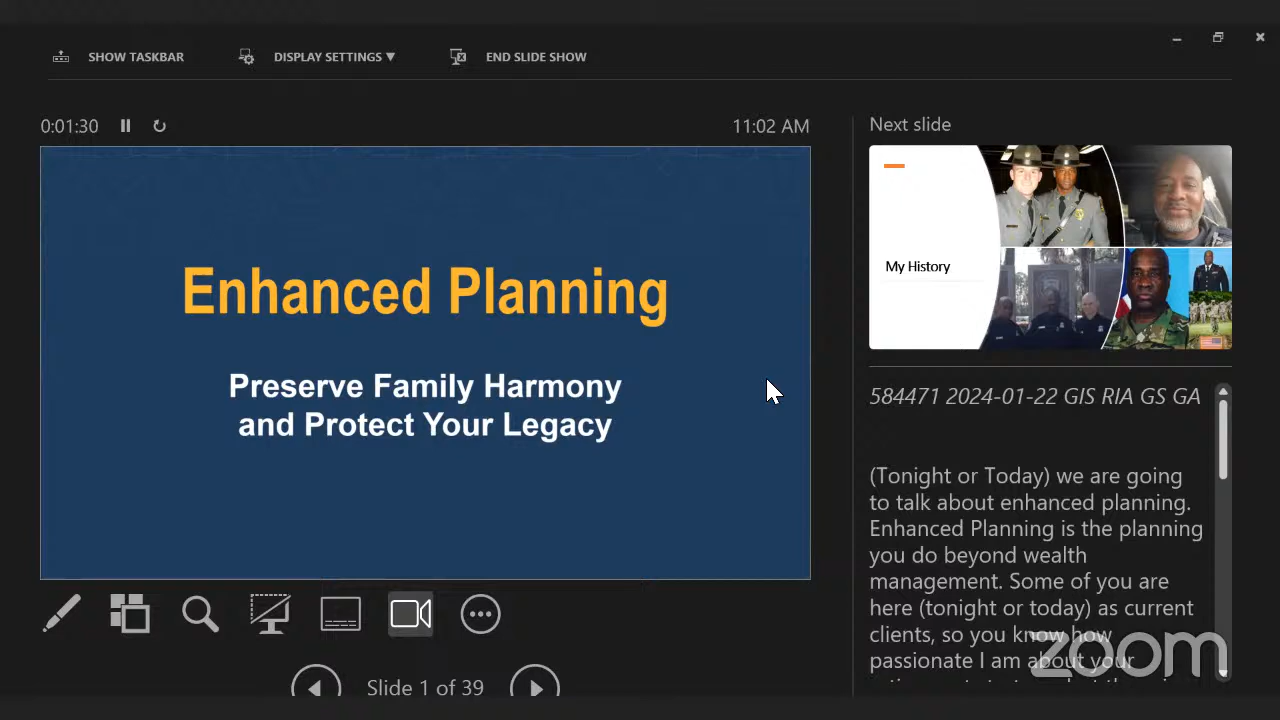 SHOW TASKBAR
DISPLAY SETTINGS ▼
END SLIDE SHOW
0:01:30
11:02 AM
Enhanced Planning
Preserve Family Harmony
and Protect Your Legacy
Slide 1 of 39
Next slide
My History
584471 2024-01-22 GIS RIA GS GA
(Tonight or Today) we are going
to talk about enhanced planning.
Enhanced Planning is the planning
you do beyond wealth
management. Some of you are
here (tonight or today) as current
clients, so you know how
passionate I am about your
zoom